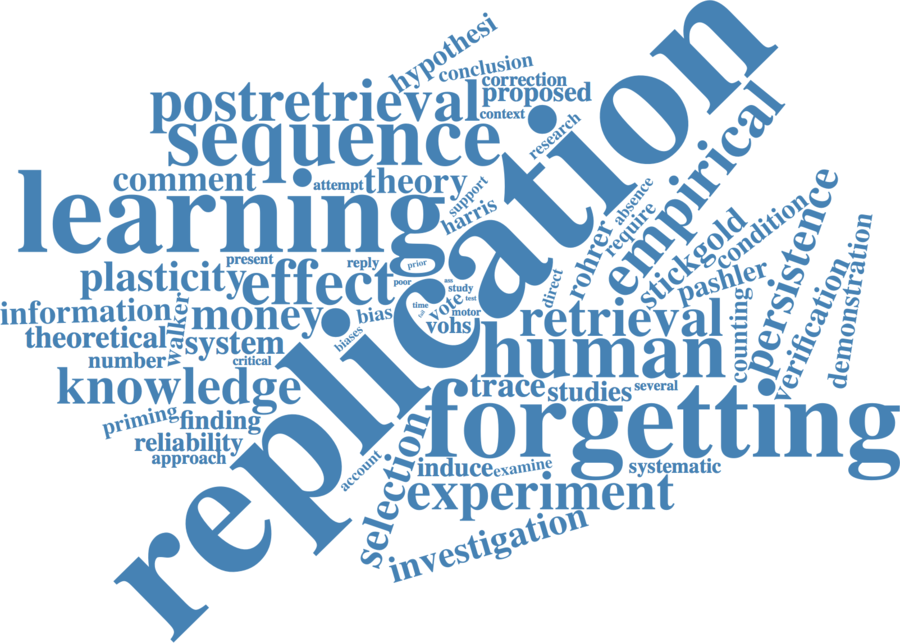 hypothesi
conclusion
correction
postretrieval
proposed
context
sequence
research
replication
comment
attempt
theory
support
learning
harris
absence
require
empirical
rohrer
stickgold
condition
pashler
persistence
present
reply
prior
plasticity
effect
poor
study
test
direct
information
walker
money
bias
time
vote
motor
vohs
retrieval
counting
verification
demonstration
theoretical
system
biases
human
number
critical
knowledge
trace
studies
several
forgetting
priming
finding
reliability
approach
account
selection
induce
examine
systematic
experiment
investigation